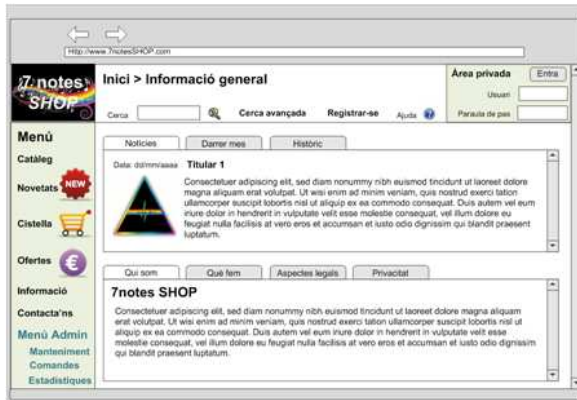 Http://www.7notesSHOP.com
7 notes
SHOP
Inici > Informació general
Cerca
Cerca avançada
Registrar-se
Ajuda
Àrea privada
Entra
Usuari
Paraula de pas
Menú
Catàleg
Novetats
NEW
Cistella
Ofertes
€
Informació
Contacta'ns
Menú Admin
Manteniment
Comandes
Estadístiques
Notícies
Darrer mes
Històric
Data: dd/mm/aaaa
Titular 1
Consectetuer adipiscing elit, sed diam nonummy nibh euismod tincidunt ut laoreet dolore
magna aliquam erat volutpat. Ut wisi enim ad minim veniam, quis nostrud exerci tation
ullamcorper suscipit lobortis nisl ut aliquip ex ea commodo consequat. Duis autem vel eum
iriure dolor in hendrerit in vulputate velit esse molestie consequat, vel illum dolore eu
feugiat nulla facilisis at vero eros et accumsan et iusto odio dignissim qui blandit praesent
luptatum.
Qui som
Què fem
Aspectes legals
Privacitat
7notes SHOP
Consectetuer adipiscing elit, sed diam nonummy nibh euismod tincidunt ut laoreet dolore magna aliquam
erat volutpat. Ut wisi enim ad minim veniam, quis nostrud exerci tation ullamcorper suscipit lobortis nisl ut
aliquip ex ea commodo consequat. Duis autem vel eum iriure dolor in hendrerit in vulputate velit esse
molestie consequat, vel illum dolore eu feugiat nulla facilisis at vero eros et accumsan et iusto odio dignissim
qui blandit praesent luptatum.